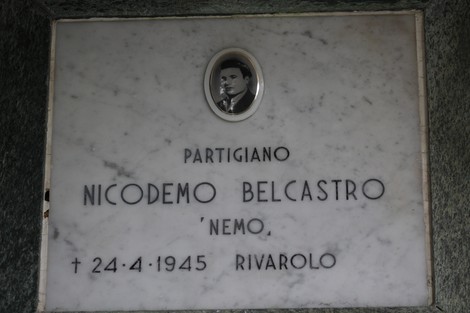 PARTIGIANO
NICODEMO BELCASTRO
'NEMO,
† 24-4-1945 RIVAROLO